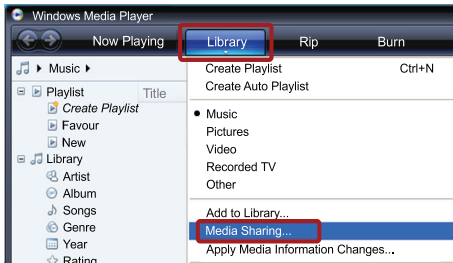 Windows Media Player
Now Playing
Library
Rip
Burn
Music
Playlist
Title
Create Playlist
Favour
New
Library
Artist
Album
Songs
Genre
Year
Rating
Create Playlist Ctrl+N
Create Auto Playlist
Music
Pictures
Video
Recorded TV
Other
Add to Library...
Media Sharing...
Apply Media Information Changes...